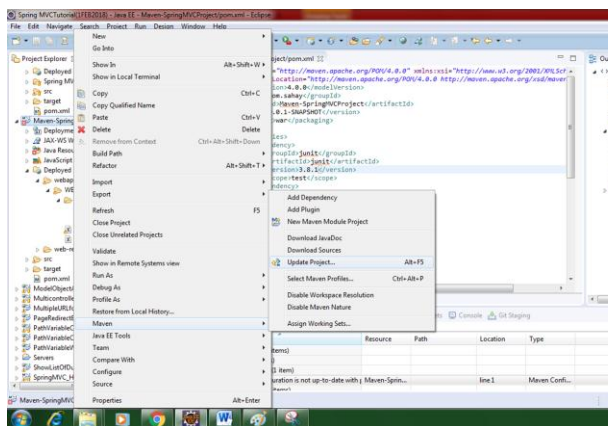 Spring MVCTutorial(1FEB2018) - Java EE - Maven-SpringMVCProject/pom.xml - Eclipse
File Edit Navigate Search Project Run Design Window Help
Project Explorer
Deployed
Spring MV
src
target
pom.xml
Maven-Spring
Deployme
JAX-WS W
Java Resou
JavaScript
Deployed
webap
WE
web-re
src
target
pom.xml
ModelObject
Multicontrolle
MultipleURLfo
PageRedirect
PathVariableC
PathVariableC
PathVariableV
Servers
ShowListOfDu
SpringMVC_H
New
Go Into
Show In Alt+Shift+W
Show in Local Terminal
Copy Ctrl+C
Copy Qualified Name
Paste Ctrl+V
Delete Delete
Remove from Context Ctrl+Alt+Shift+Down
Build Path
Refactor Alt+Shift+T
Import
Export
Refresh F5
Close Project
Close Unrelated Projects
Validate
Show in Remote Systems view
Run As
Debug As
Profile As
Restore from Local History...
Maven
Java EE Tools
Team
Compare With
Configure
Source
Properties Alt+Enter
ject/pom.xml
="http://maven.apache.org/POM/4.0.0" xmlns:xsi="http://www.w3.org/2001/XMLSch
Location="http://maven.apache.org/POM/4.0.0 http://maven.apache.org/xsd/maven
ion>4.0.0</modelVersion>
om.sahay</groupId>
d>Maven-SpringMVCProject</artifactId>
.0.1-SNAPSHOT</version>
war</packaging>
ies>
dency>
groupId>junit</groupId>
artifactId>junit</artifactId>
ersion>3.8.1</version>
cope>test</scope>
ndency>
Add Dependency
Add Plugin
New Maven Module Project
Download JavaDoc
Download Sources
Update Project... Alt+F5
Select Maven Profiles... Ctrl+Alt+P
Disable Workspace Resolution
Disable Maven Nature
Assign Working Sets...
Ou
Console Git Staging
Resource Path Location Type
tems)
item)
uration is not up-to-date with p Maven-Sprin... line 1 Maven Confi...
Maven-SpringMVC